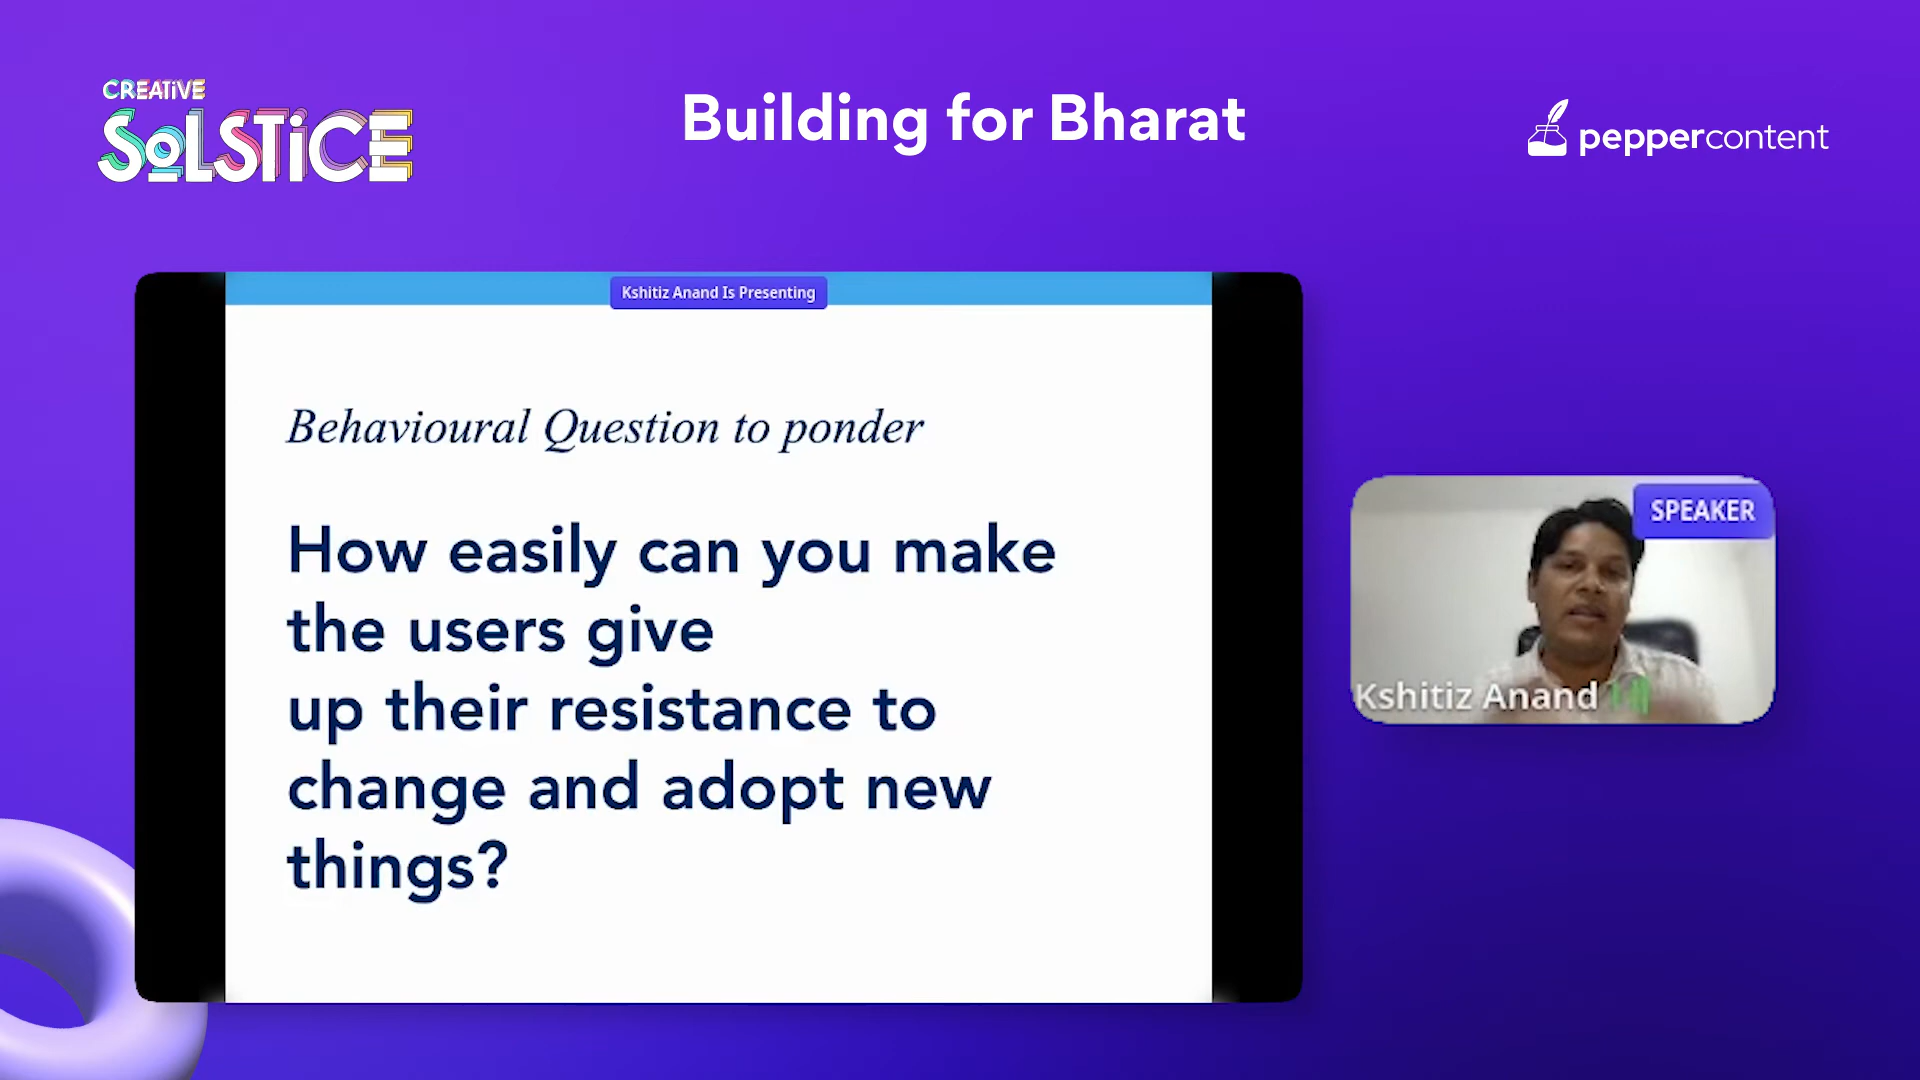 CREATiVE
SoLSTiCE
Building for Bharat
peppercontent
Kshitiz Anand Is Presenting
Behavioural Question to ponder
How easily can you make
the users give
up their resistance to
change and adopt new
things?
SPEAKER
Kshitiz Anand